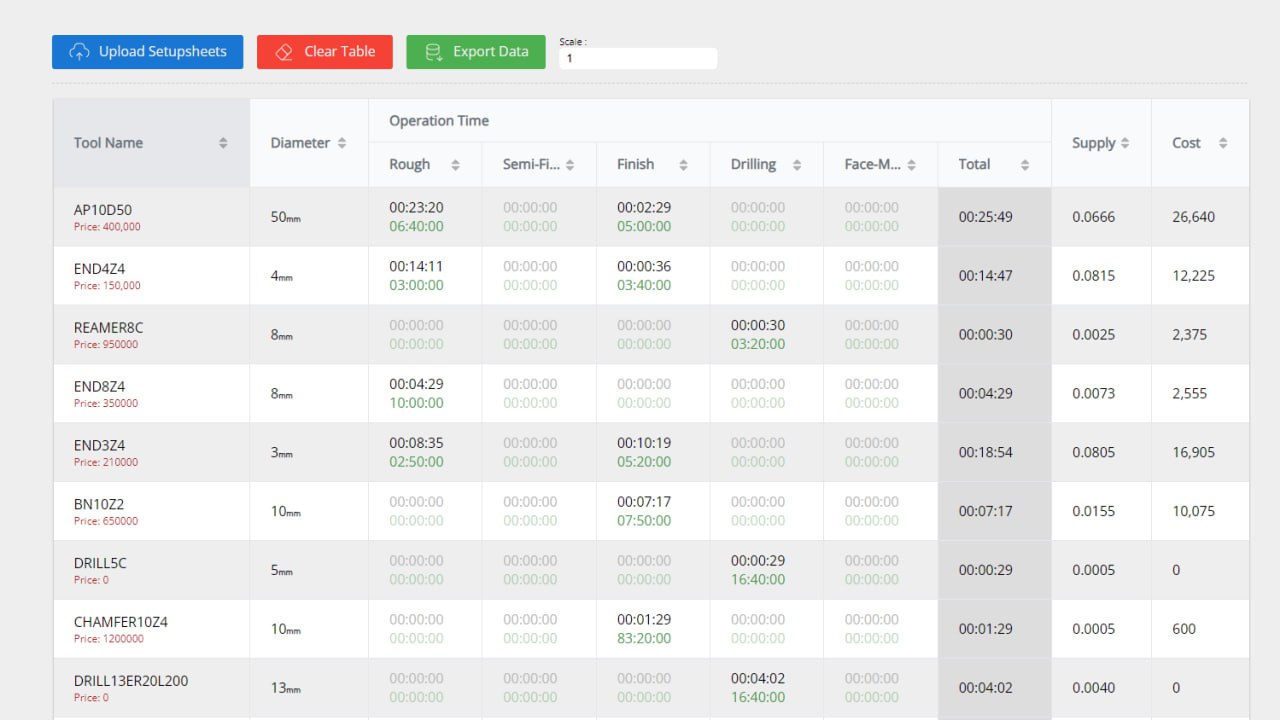 Upload Setupsheets Clear Table Export Data Scale :
1
Tool Name Diameter Operation Time Supply Cost
Rough Semi-Fi... Finish Drilling Face-M... Total
AP10D50 50mm 00:23:20 00:00:00 00:02:29 00:00:00 00:00:00 00:25:49 0.0666 26,640
Price: 400,000 06:40:00 00:00:00 05:00:00 00:00:00 00:00:00
END4Z4 4mm 00:14:11 00:00:00 00:00:36 00:00:00 00:00:00 00:14:47 0.0815 12,225
Price: 150,000 03:00:00 00:00:00 03:40:00 00:00:00 00:00:00
REAMER8C 8mm 00:00:00 00:00:00 00:00:00 00:00:30 00:00:00 00:00:30 0.0025 2,375
Price: 950000 00:00:00 00:00:00 00:00:00 03:20:00 00:00:00
END8Z4 8mm 00:04:29 00:00:00 00:00:00 00:00:00 00:00:00 00:04:29 0.0073 2,555
Price: 350000 10:00:00 00:00:00 00:00:00 00:00:00 00:00:00
END3Z4 3mm 00:08:35 00:00:00 00:10:19 00:00:00 00:00:00 00:18:54 0.0805 16,905
Price: 210000 02:50:00 00:00:00 05:20:00 00:00:00 00:00:00
BN10Z2 10mm 00:00:00 00:00:00 00:07:17 00:00:00 00:00:00 00:07:17 0.0155 10,075
Price: 650000 00:00:00 00:00:00 07:50:00 00:00:00 00:00:00
DRILL5C 5mm 00:00:00 00:00:00 00:00:00 00:00:29 00:00:00 00:00:29 0.0005 0
Price: 0 00:00:00 00:00:00 00:00:00 16:40:00 00:00:00
CHAMFER10Z4 10mm 00:00:00 00:00:00 00:01:29 00:00:00 00:00:00 00:01:29 0.0005 600
Price: 1200000 00:00:00 00:00:00 83:20:00 00:00:00 00:00:00
DRILL13ER20L200 13mm 00:00:00 00:00:00 00:00:00 00:04:02 00:00:00 00:04:02 0.0040 0
Price: 0 00:00:00 00:00:00 00:00:00 16:40:00 00:00:00